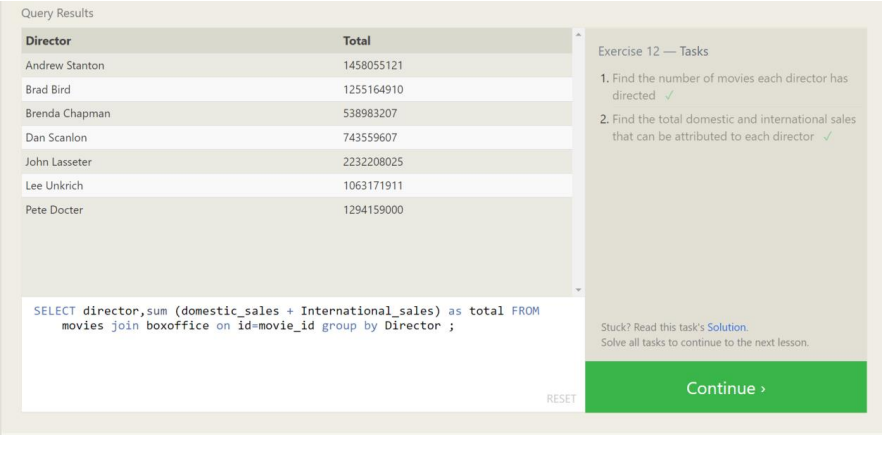 Query Results
Director Total
Andrew Stanton 1458055121
Brad Bird 1255164910
Brenda Chapman 538983207
Dan Scanlon 743559607
John Lasseter 2232208025
Lee Unkrich 1063171911
Pete Docter 1294159000
SELECT director,sum (domestic_sales + International_sales) as total FROM
movies join boxoffice on id=movie_id group by Director ;
RESET
Exercise 12 — Tasks
1. Find the number of movies each director has
directed ✓
2. Find the total domestic and international sales
that can be attributed to each director ✓
Stuck? Read this task's Solution.
Solve all tasks to continue to the next lesson.
Continue ›